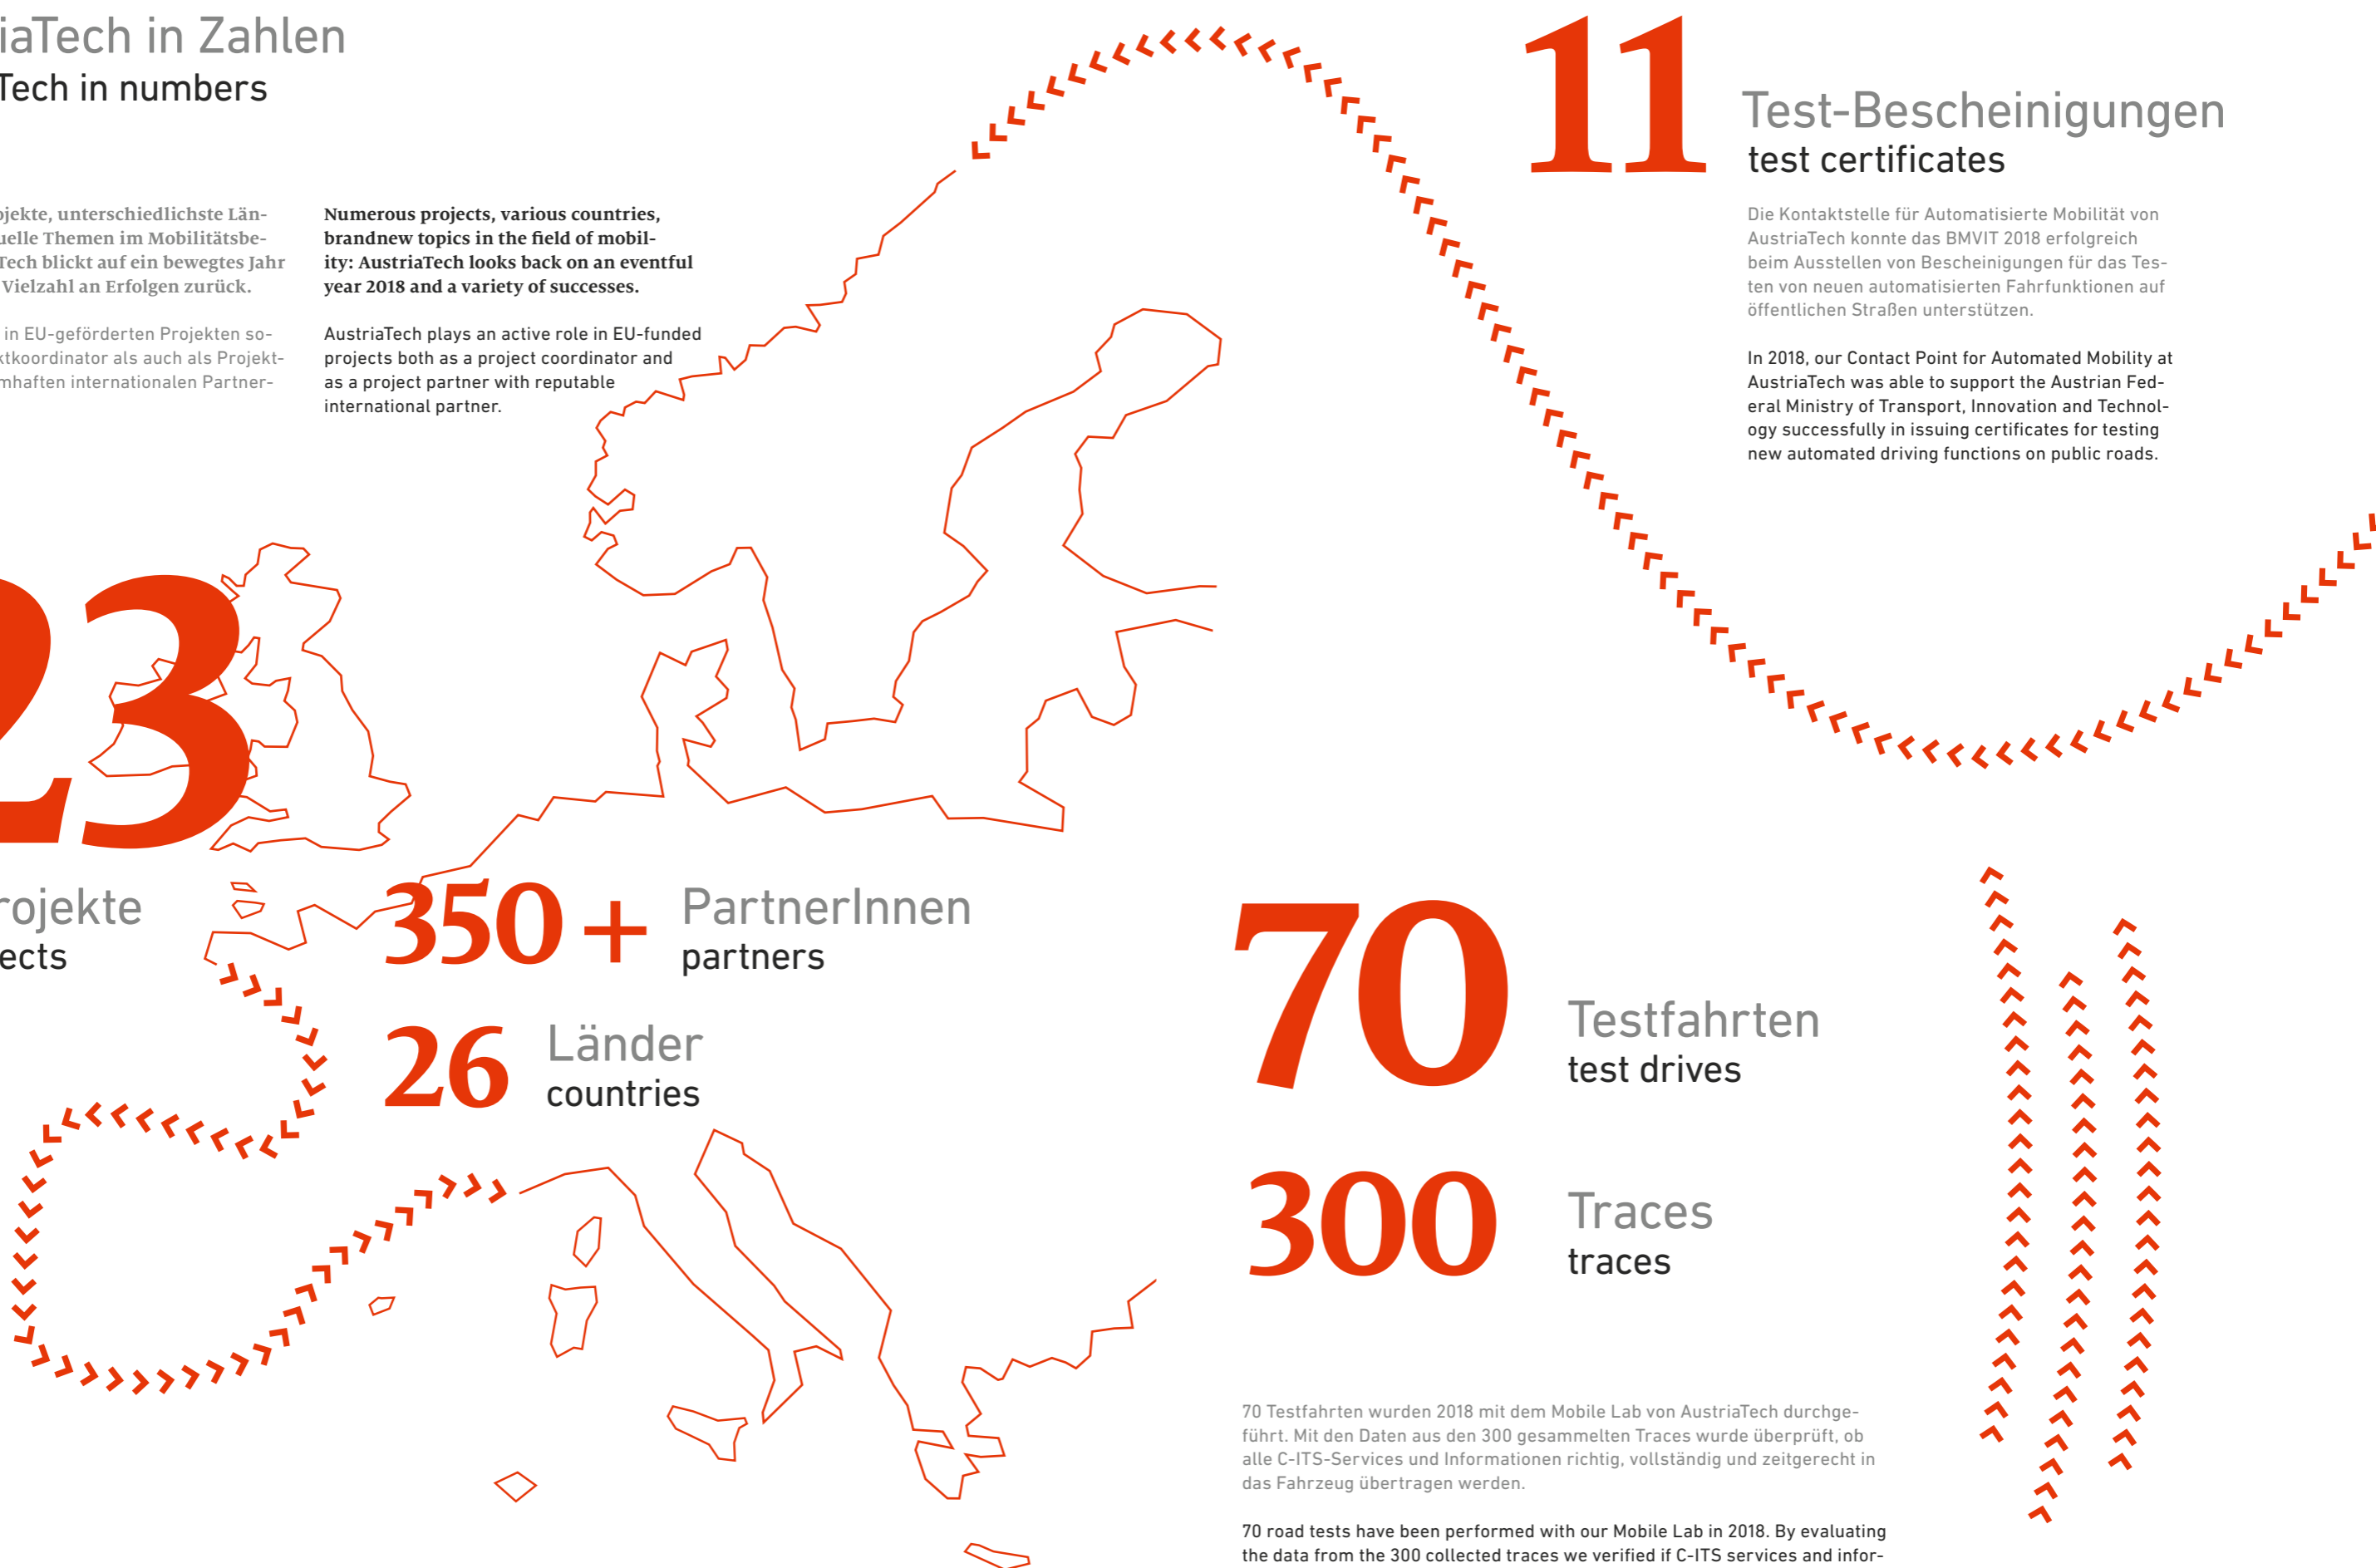 iaTech in Zahlen
Tech in numbers
ojekte, unterschiedlichste Län-
uelle Themen im Mobilitätsbe-
Tech blickt auf ein bewegtes Jahr
Vielzahl an Erfolgen zurück.
in EU-geförderten Projekten so-
ktkoordinator als auch als Projekt-
mhaften internationalen Partner-
Numerous projects, various countries,
brandnew topics in the field of mobil-
ity: AustriaTech looks back on an eventful
year 2018 and a variety of successes.
AustriaTech plays an active role in EU-funded
projects both as a project coordinator and
as a project partner with reputable
international partner.
23
rojekte
ects
350 +
PartnerInnen
partners
26
Länder
countries
11
Test-Bescheinigungen
test certificates
Die Kontaktstelle für Automatisierte Mobilität von
AustriaTech konnte das BMVIT 2018 erfolgreich
beim Ausstellen von Bescheinigungen für das Tes-
ten von neuen automatisierten Fahrfunktionen auf
öffentlichen Straßen unterstützen.
In 2018, our Contact Point for Automated Mobility at
AustriaTech was able to support the Austrian Fed-
eral Ministry of Transport, Innovation and Technol-
ogy successfully in issuing certificates for testing
new automated driving functions on public roads.
70
Testfahrten
test drives
300
Traces
traces
70 Testfahrten wurden 2018 mit dem Mobile Lab von AustriaTech durchge-
führt. Mit den Daten aus den 300 gesammelten Traces wurde überprüft, ob
alle C-ITS-Services und Informationen richtig, vollständig und zeitgerecht in
das Fahrzeug übertragen werden.
70 road tests have been performed with our Mobile Lab in 2018. By evaluating
the data from the 300 collected traces we verified if C-ITS services and infor-